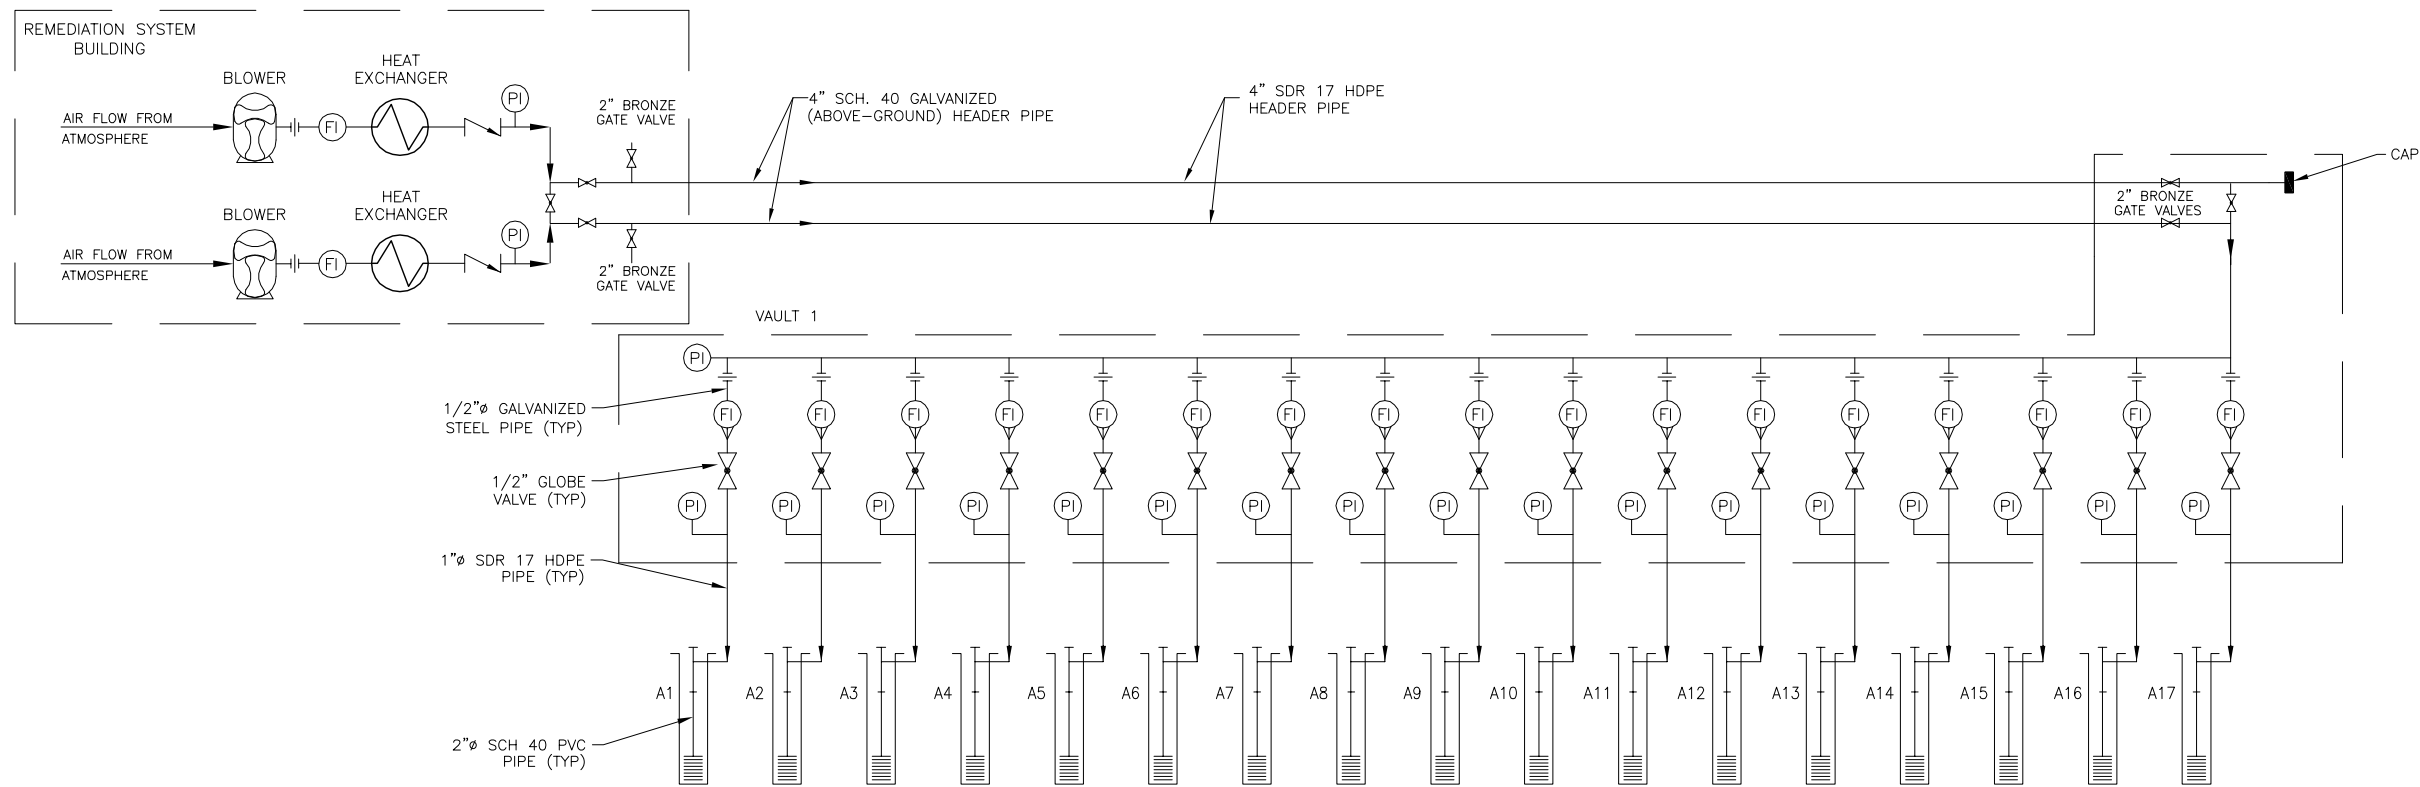 REMEDIATION SYSTEM
BUILDING
HEAT
EXCHANGER
BLOWER
PI
2” BRONZE
GATE VALVE
AIR FLOW FROM
ATMOSPHERE
FI
4” SCH. 40 GALVANIZED
(ABOVE-GROUND) HEADER PIPE
4” SDR 17 HDPE
HEADER PIPE
CAP
HEAT
EXCHANGER
BLOWER
PI
AIR FLOW FROM
ATMOSPHERE
FI
2” BRONZE
GATE VALVE
2” BRONZE
GATE VALVES
VAULT 1
PI
1/2”ø GALVANIZED
STEEL PIPE (TYP)
FI FI FI FI FI FI FI FI FI FI FI FI FI FI FI FI FI
1/2” GLOBE
VALVE (TYP)
PI PI PI PI PI PI PI PI PI PI PI PI PI PI PI PI PI
1”ø SDR 17 HDPE
PIPE (TYP)
A1 A2 A3 A4 A5 A6 A7 A8 A9 A10 A11 A12 A13 A14 A15 A16 A17
2”ø SCH 40 PVC
PIPE (TYP)